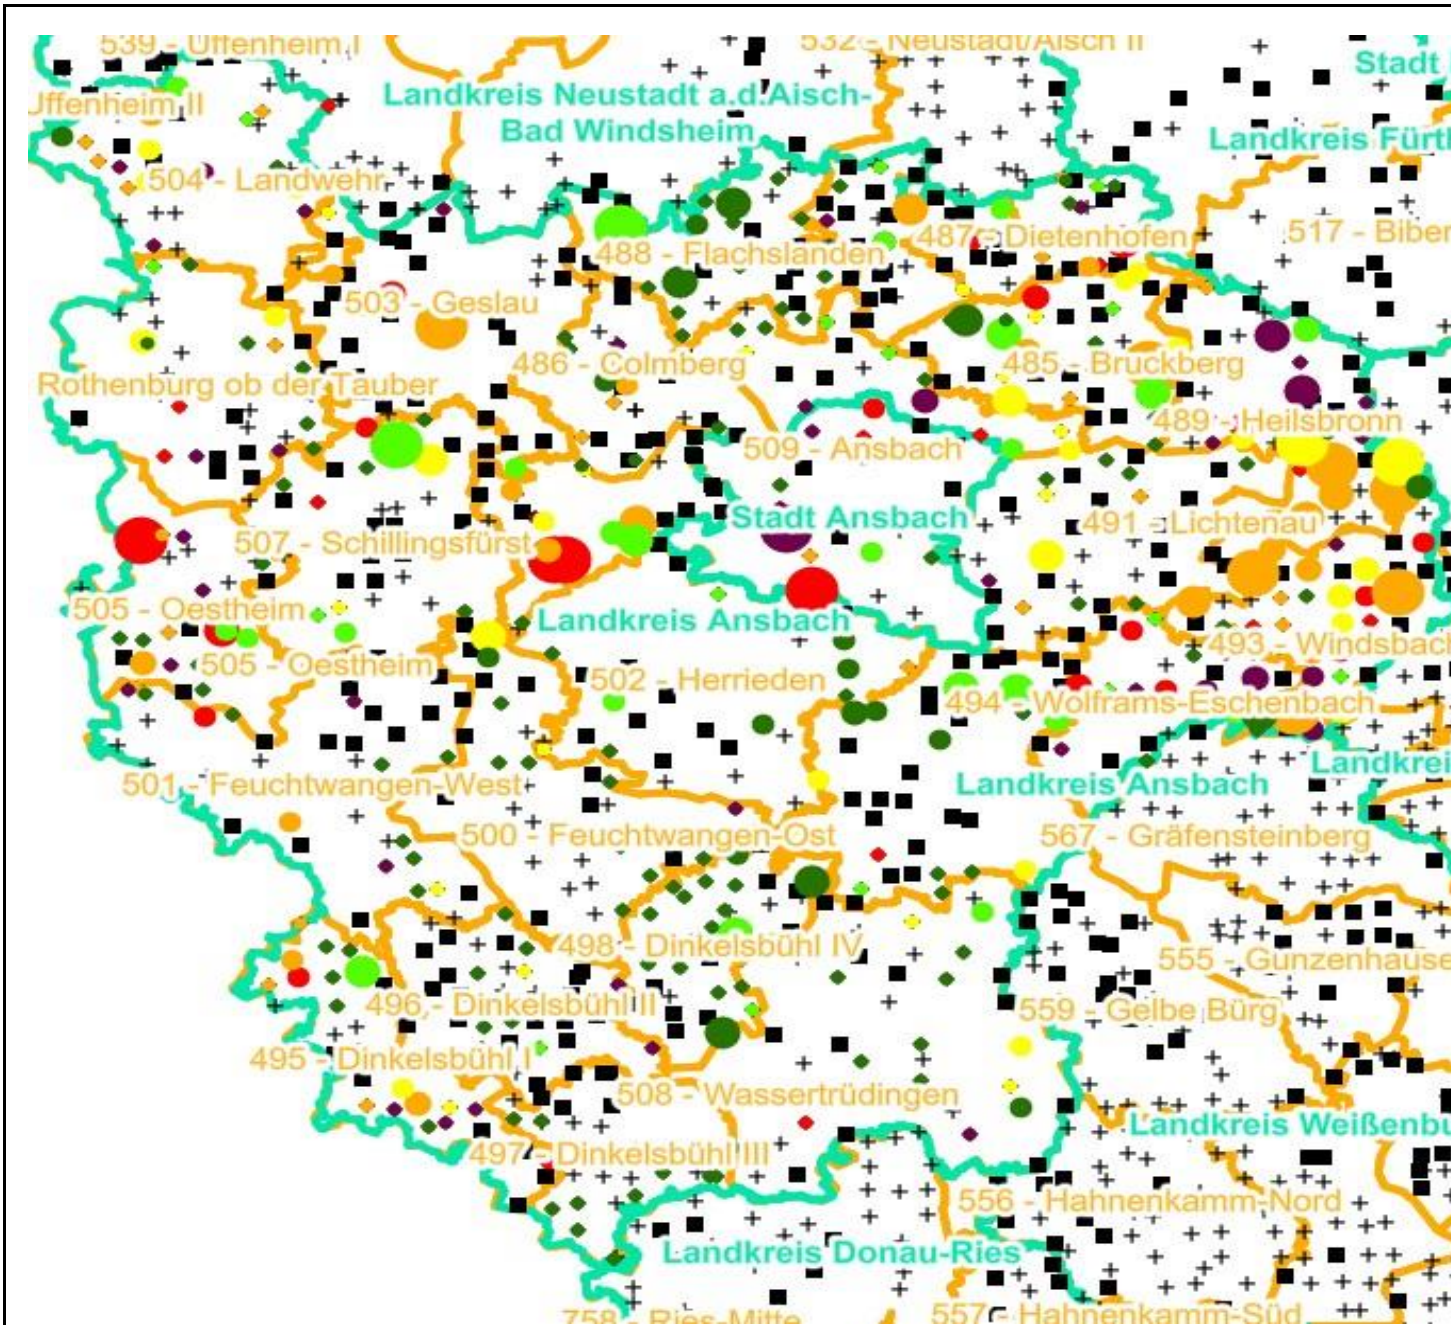 539 - Uffenheim I
532 - Neustadt/Aisch II
Stadt
Landkreis Neustadt a.d.Aisch-
Bad Windsheim
Uffenheim II
Landkreis Fürth
504 - Landwehr
488 - Flachslanden
487 - Dietenhofen
517 - Biber
503 - Geslau
486 - Colmberg
485 - Bruckberg
Rothenburg ob der Tauber
489 - Heilsbronn
509 - Ansbach
Stadt Ansbach
491 - Lichtenau
507 - Schillingsfürst
505 - Oestheim
Landkreis Ansbach
493 - Windsbach
505 - Oestheim
502 - Herrieden
494 - Wolframs-Eschenbach
Landkrei
501 - Feuchtwangen-West
Landkreis Ansbach
500 - Feuchtwangen-Ost
567 - Gräfensteinberg
498 - Dinkelsbühl IV
555 - Gunzenhause
496 - Dinkelsbühl II
559 - Gelbe Bürg
495 - Dinkelsbühl I
508 - Wassertrüdingen
Landkreis Weißenbu
497 - Dinkelsbühl III
556 - Hahnenkamm-Nord
Landkreis Donau-Ries
758 - Ries-Mitte
557 - Hahnenkamm-Süd